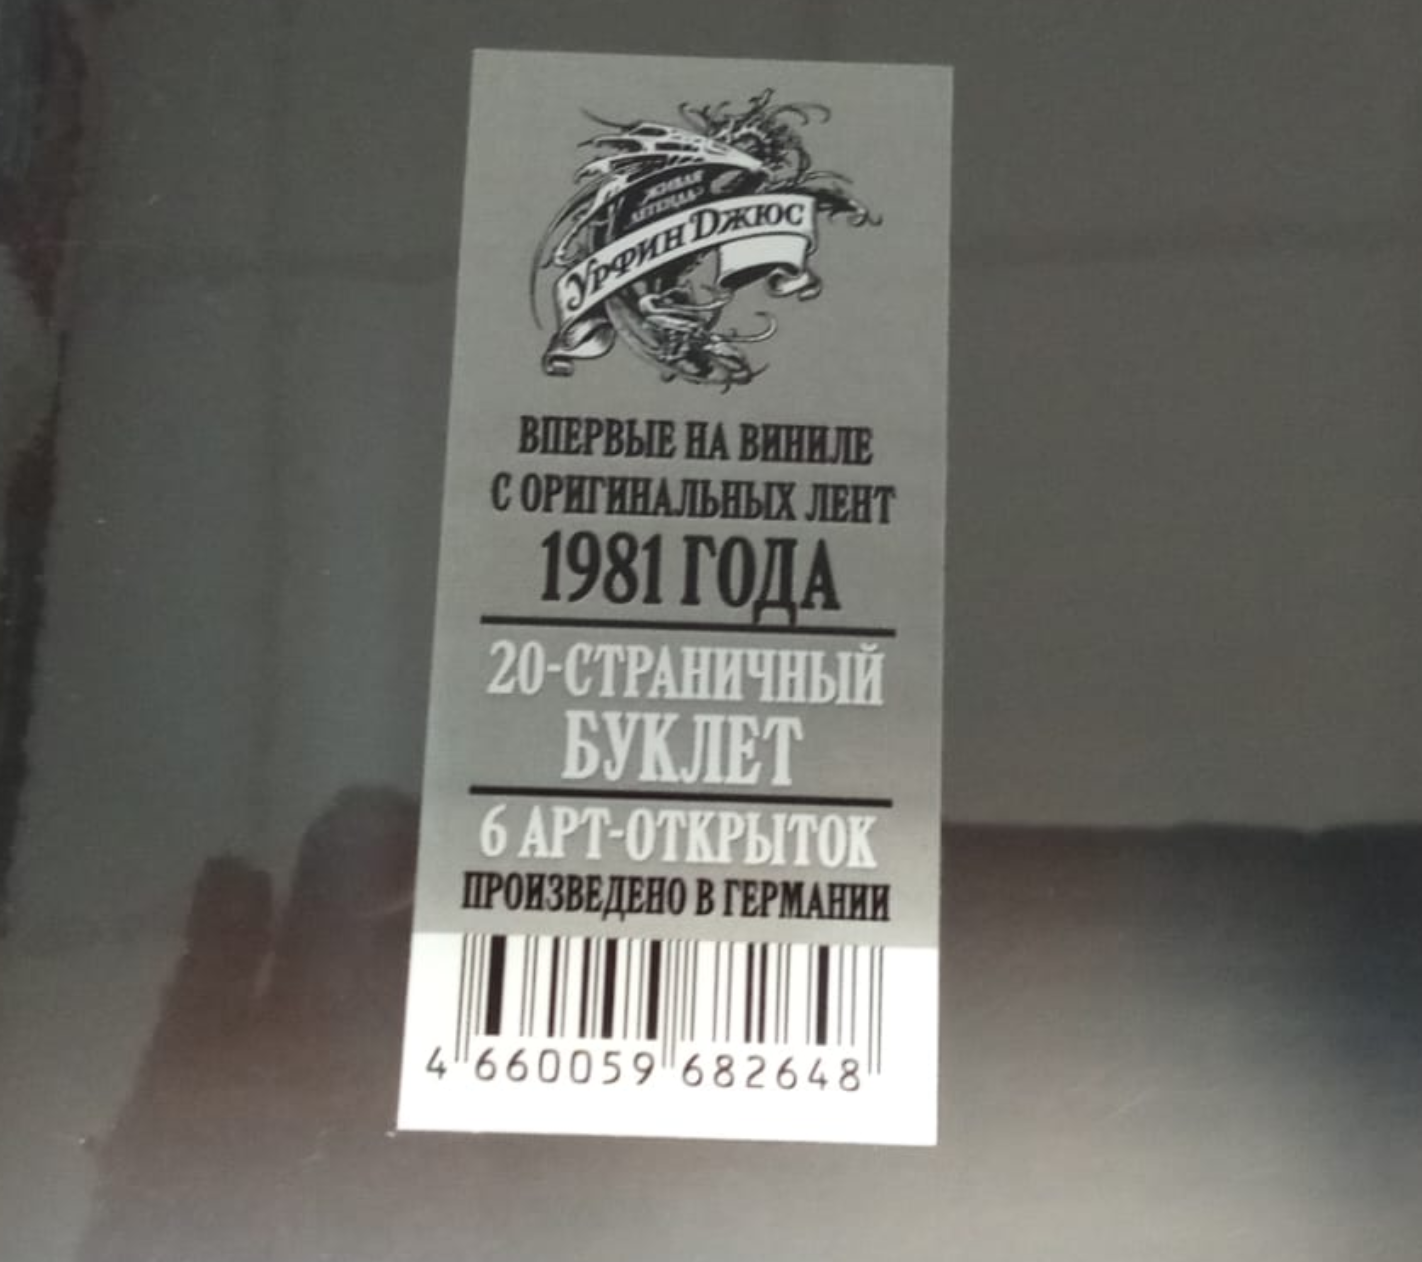 ЖИВАЯ
ЛЕГЕНДА
УРФИН ДЖЮС
ВПЕРВЫЕ НА ВИНИЛЕ
С ОРИГИНАЛЬНЫХ ЛЕНТ
1981 ГОДА
20-СТРАНИЧНЫЙ
БУКЛЕТ
6 АРТ-ОТКРЫТОК
ПРОИЗВЕДЕНО В ГЕРМАНИИ
4 660059 682648